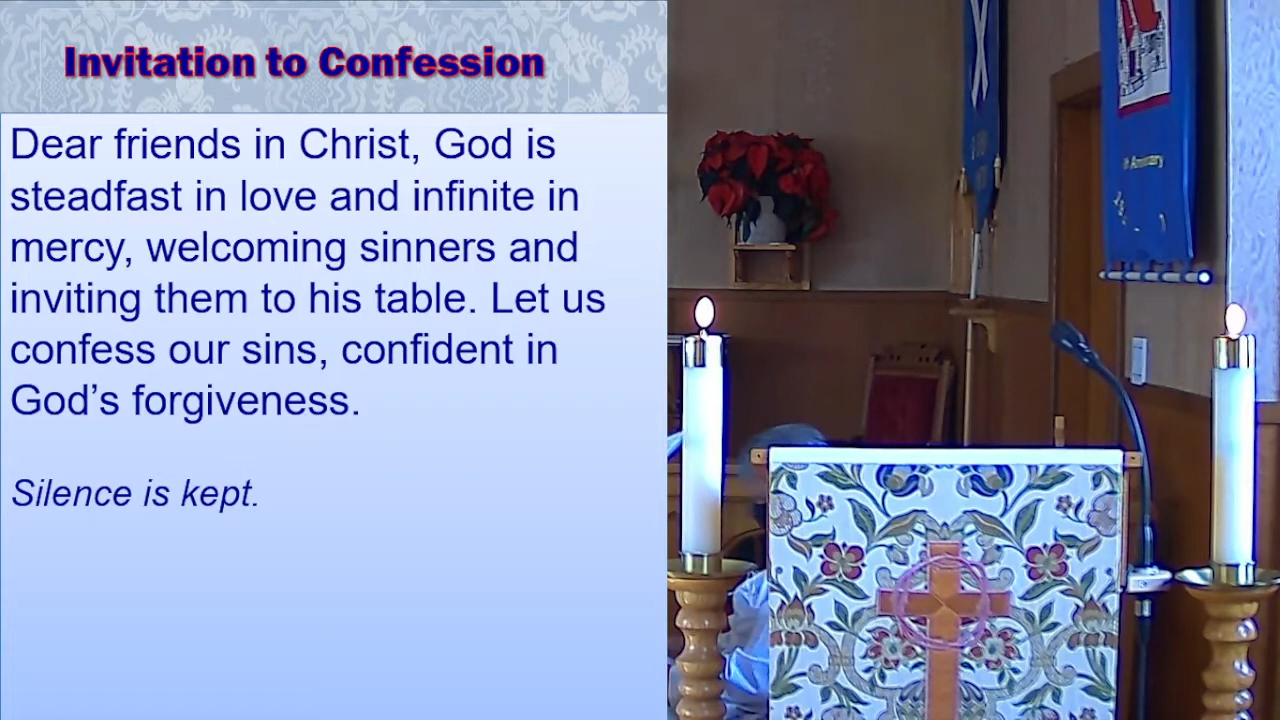 Invitation to Confession
Dear friends in Christ, God is
steadfast in love and infinite in
mercy, welcoming sinners and
inviting them to his table. Let us
confess our sins, confident in
God’s forgiveness.
Silence is kept.
Anniversary